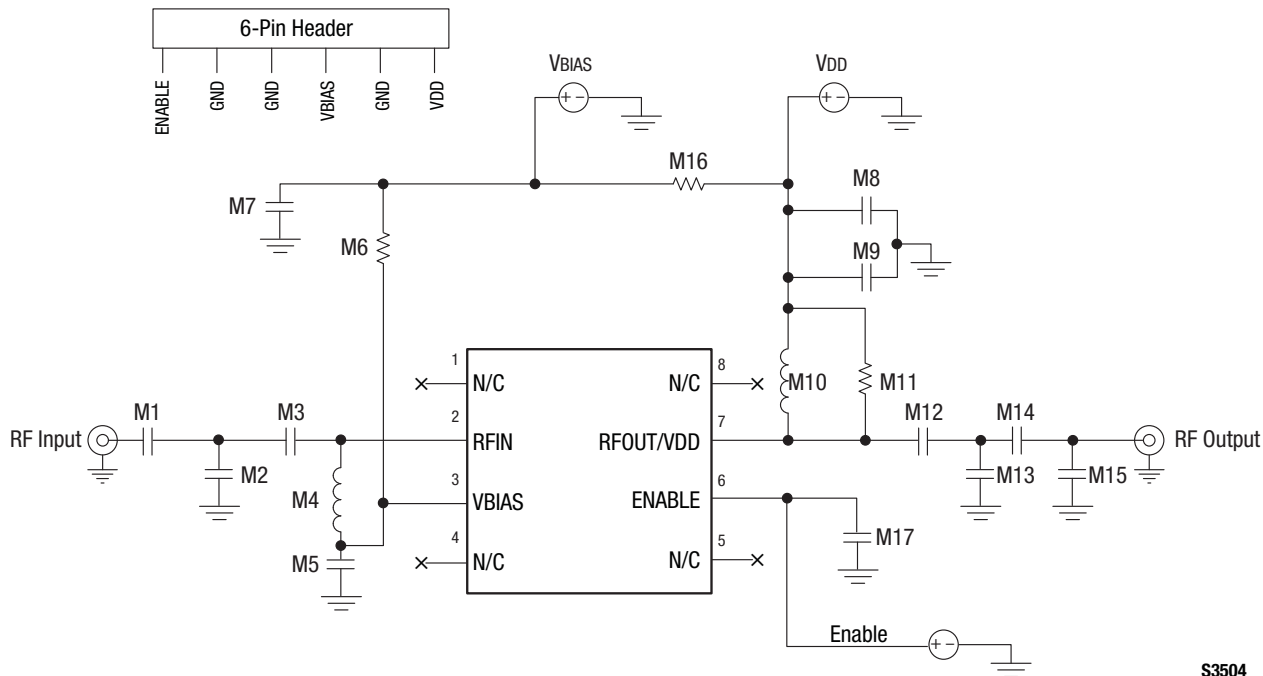 6-Pin Header
ENABLE
GND
GND
VBIAS
GND
VDD
VBIAS
VDD
M16
M8
M7
M6
M9
1
N/C
8
N/C
M10
M11
M1
M3
2
M12
M14
RF Input
RFIN
RFOUT/VDD
7
RF Output
M2
M4
3
VBIAS
ENABLE
6
M13
M15
M5
4
N/C
N/C
5
M17
Enable
S3504